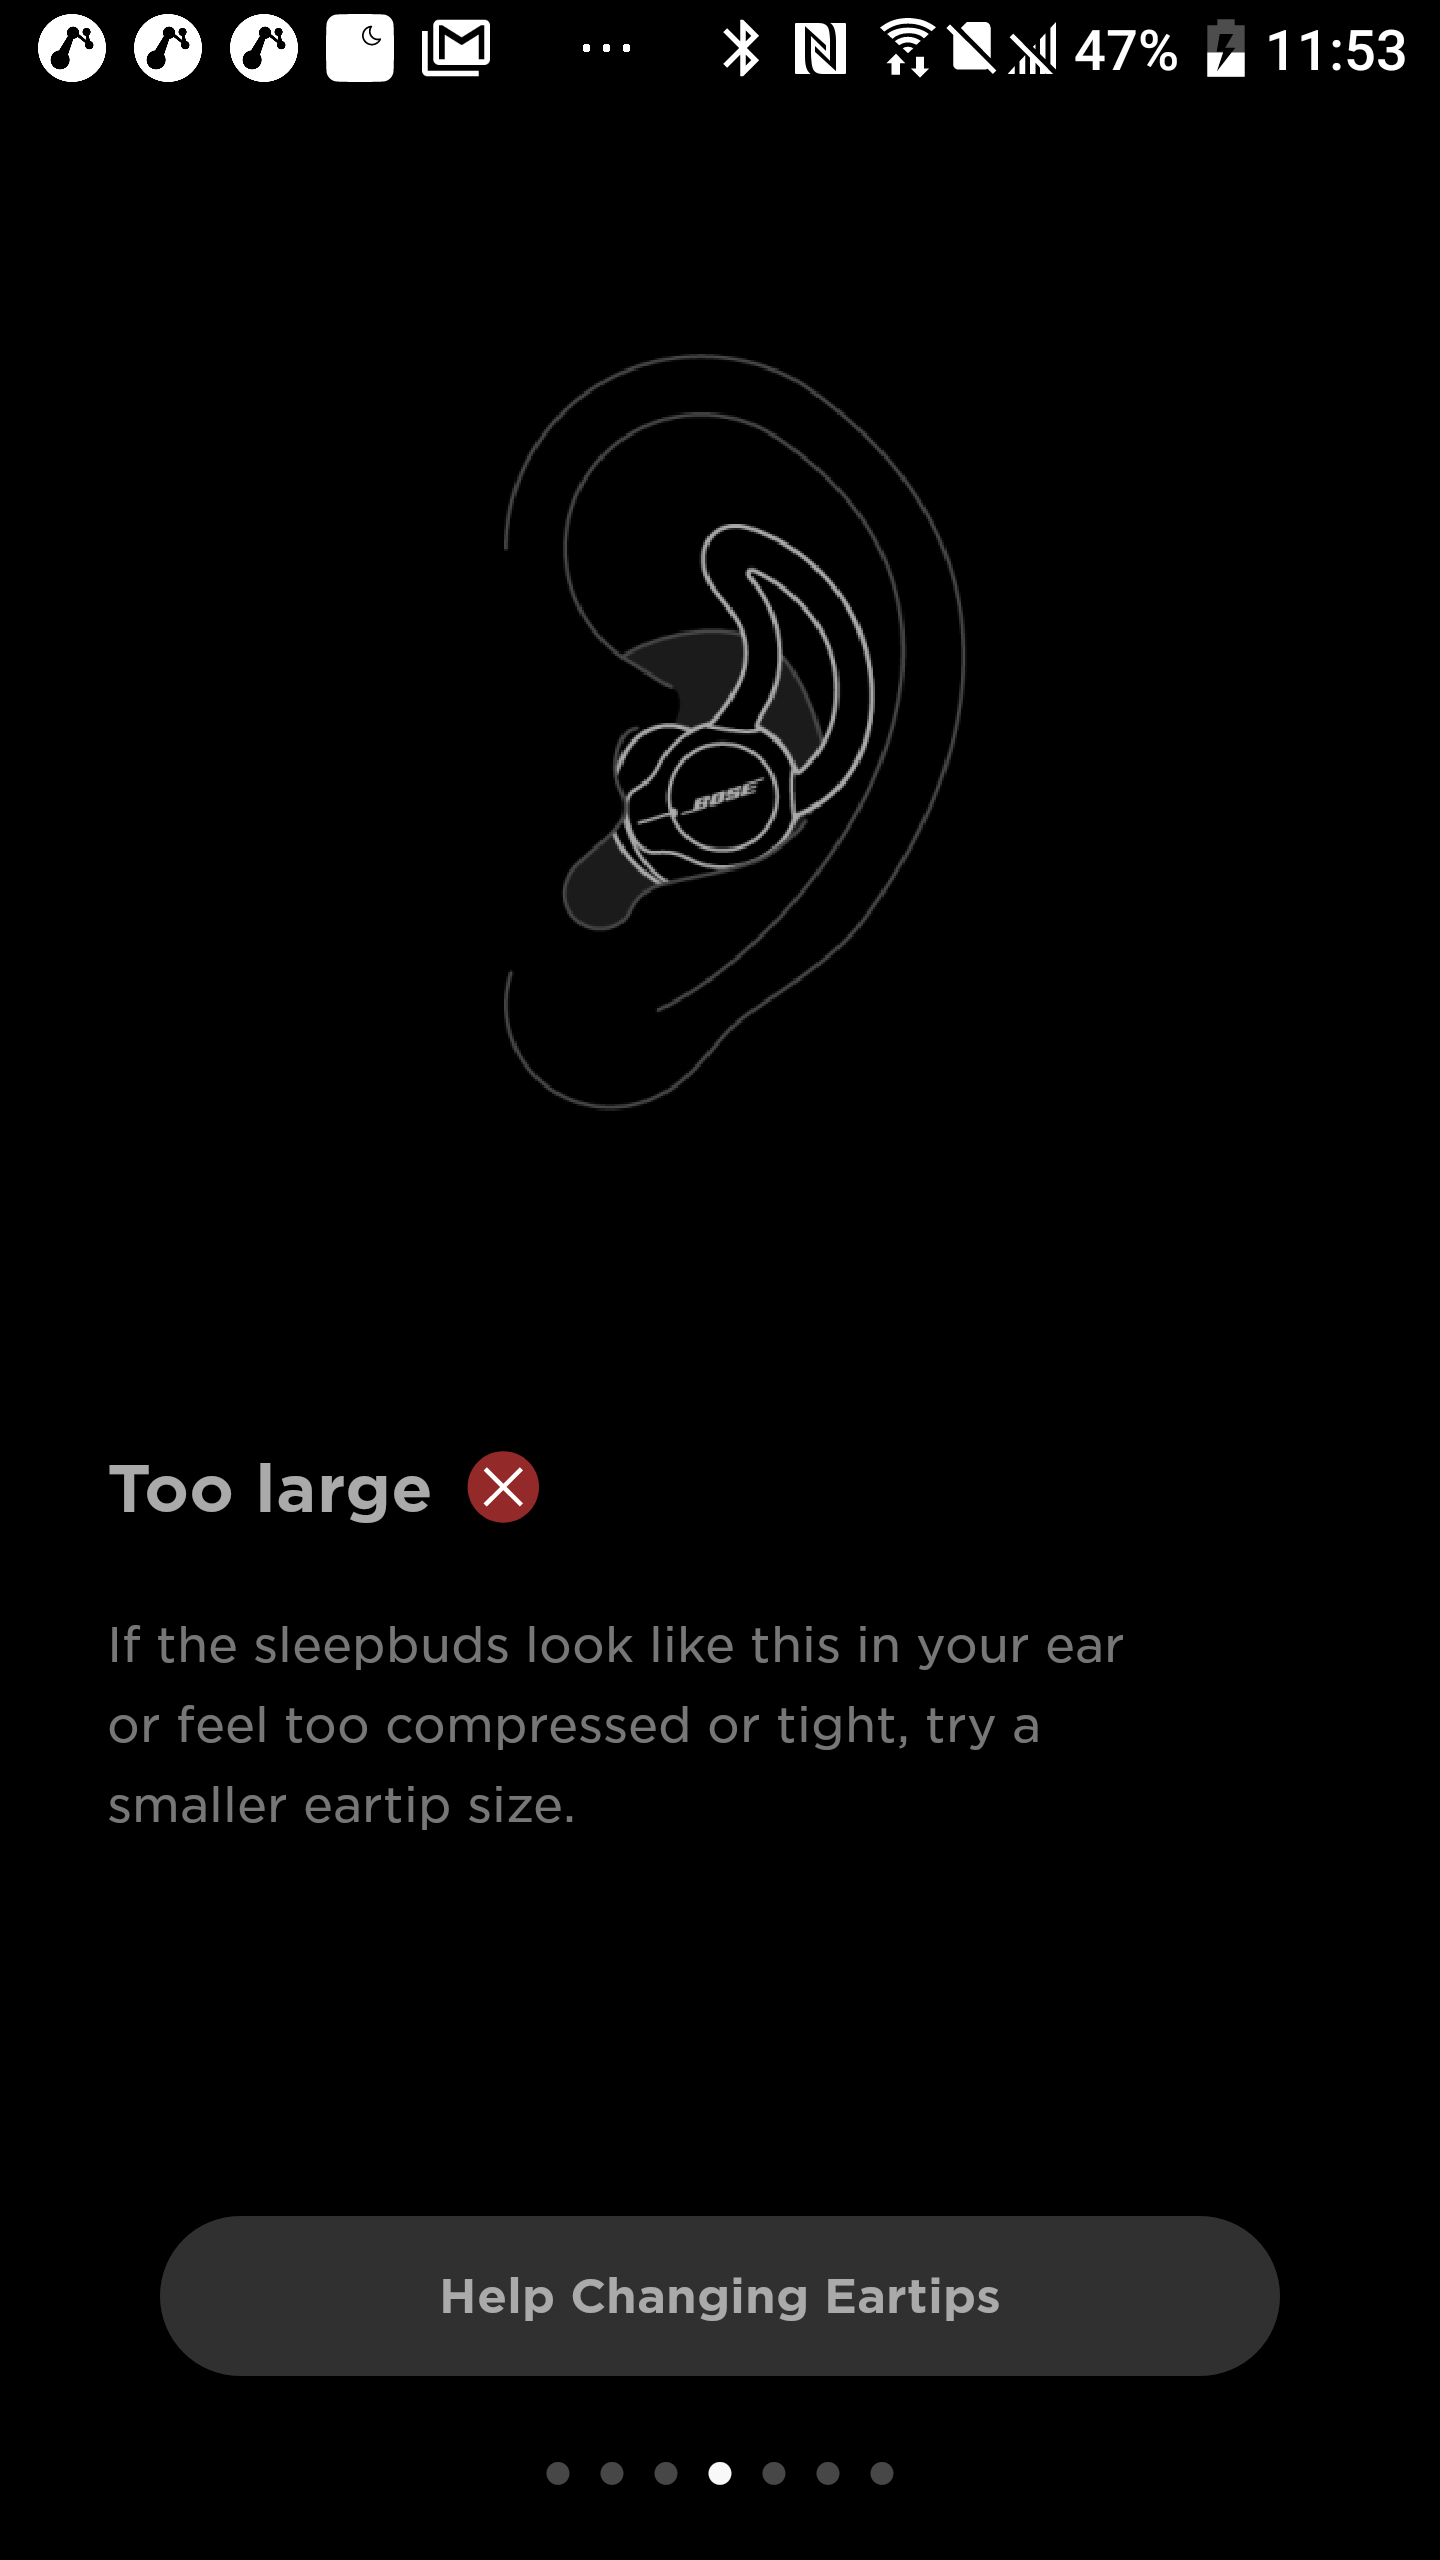 47% 11:53
BOSE
Too large
If the sleepbuds look like this in your ear
or feel too compressed or tight, try a
smaller eartip size.
Help Changing Eartips